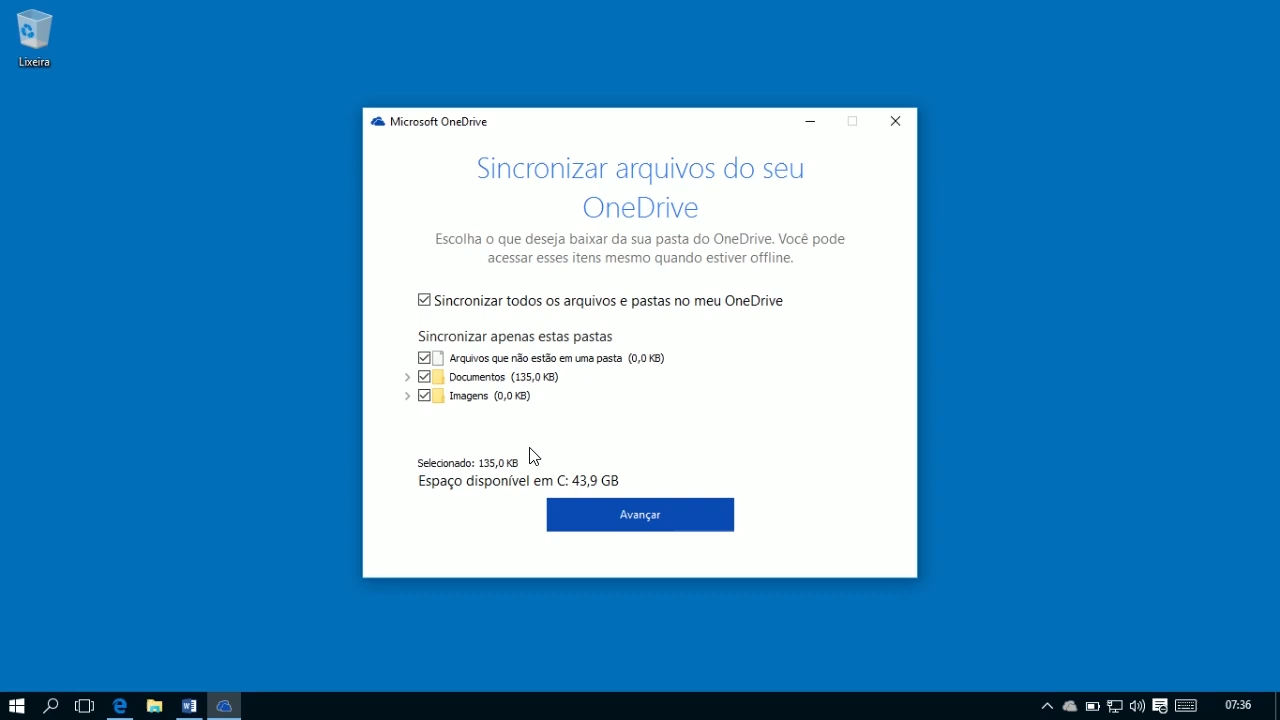 Lixeira
Microsoft OneDrive
Sincronizar arquivos do seu
OneDrive
Escolha o que deseja baixar da sua pasta do OneDrive. Você pode
acessar esses itens mesmo quando estiver offline.
Sincronizar todos os arquivos e pastas no meu OneDrive
Sincronizar apenas estas pastas
Arquivos que não estão em uma pasta (0,0 KB)
Documentos (135,0 KB)
Imagens (0,0 KB)
Selecionado: 135,0 KB
Espaço disponível em C: 43,9 GB
Avançar
07:36